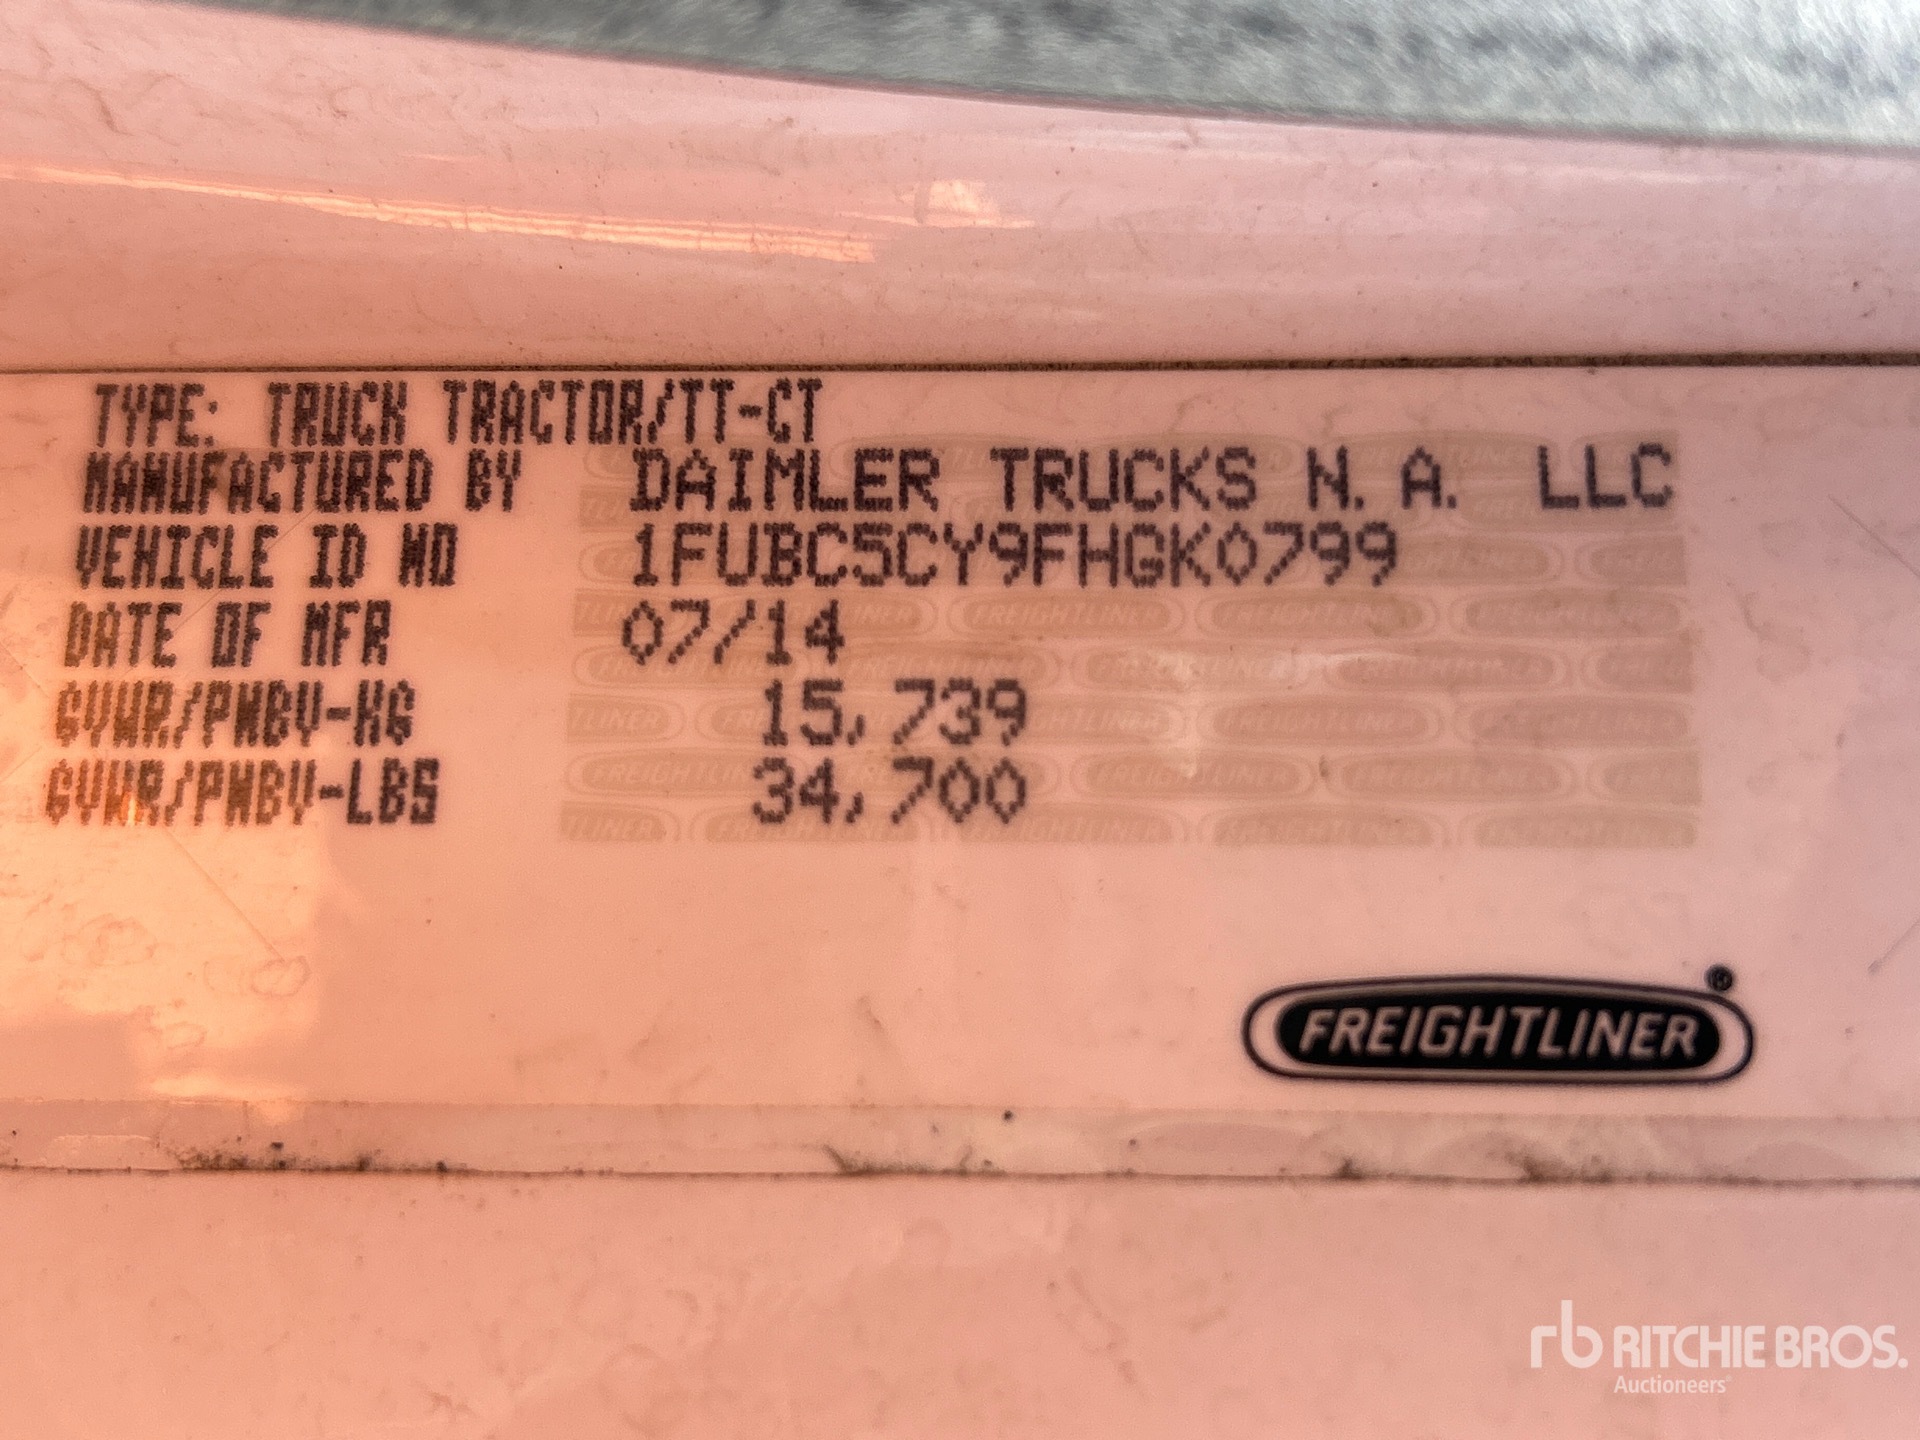 TYPE: TRUCK TRACTOR/TT-CT
MANUFACTURED BY DAIMLER TRUCKS N. A. LLC
VEHICLE ID NO 1FUBC5CY9FHGK0799
DATE OF MFR 07/14
GVWR/PNBV-KG 15,739
GVWR/PNBV-LBS 34,700
FREIGHTLINER®
rb RITCHIE BROS.
Auctioneers